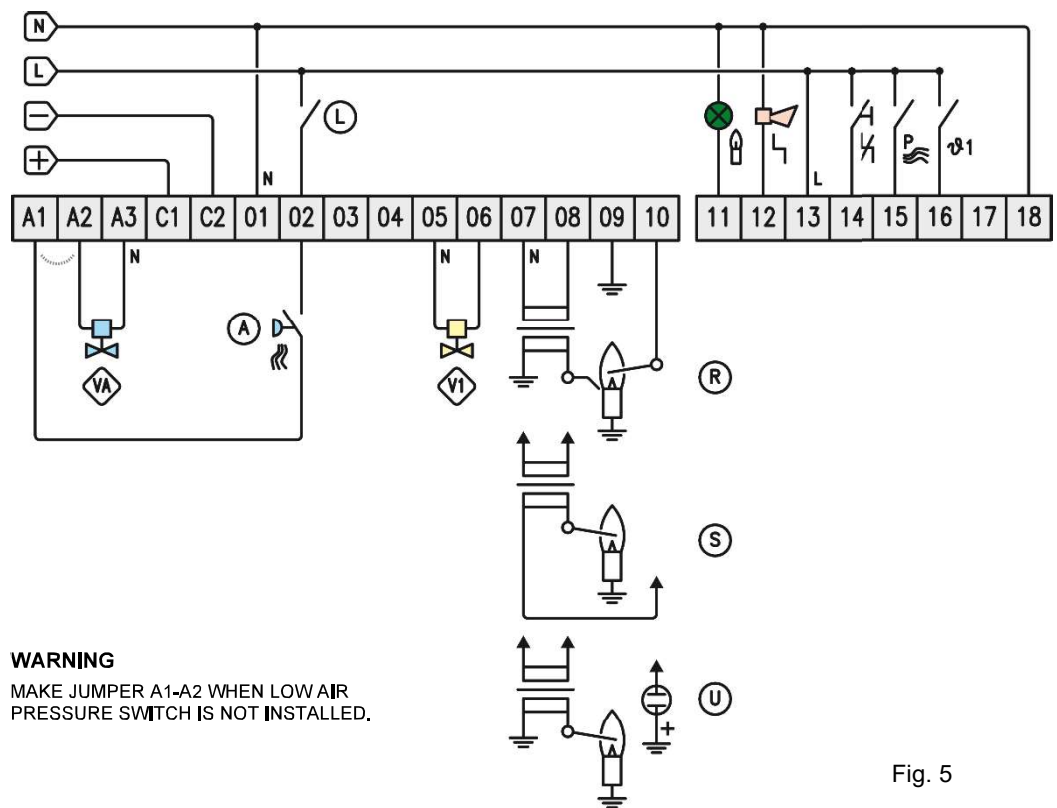 N
L
L
N
L
P
ϑ1
A1 A2 A3 C1 C2 01 02 03 04 05 06 07 08 09 10 11 12 13 14 15 16 17 18
N
N
N
A
VA
V1
R
S
U
WARNING
MAKE JUMPER A1-A2 WHEN LOW AIR
PRESSURE SWITCH IS NOT INSTALLED.
Fig. 5